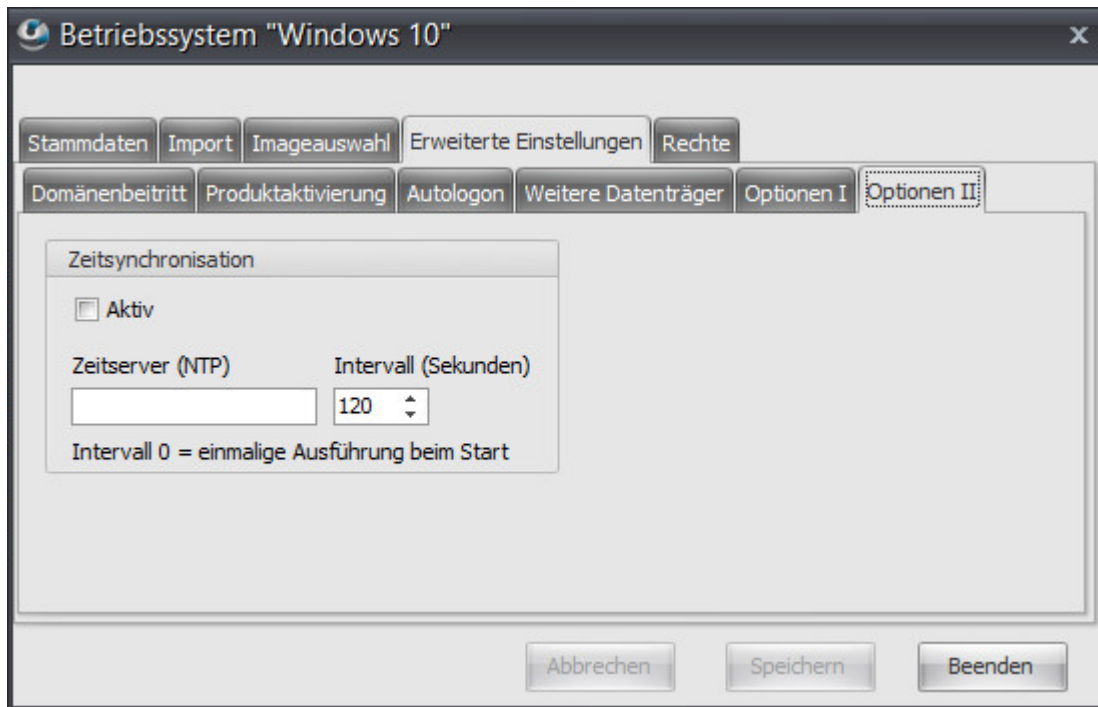 Betriebssystem "Windows 10" x
Stammdaten Import Imageauswahl Erweiterte Einstellungen Rechte
Domänenbeitritt Produktaktivierung Autologon Weitere Datenträger Optionen I Optionen II
Zeitsynchronisation
Aktiv
Zeitserver (NTP) Intervall (Sekunden)
120
Intervall 0 = einmalige Ausführung beim Start
Abbrechen Speichern Beenden